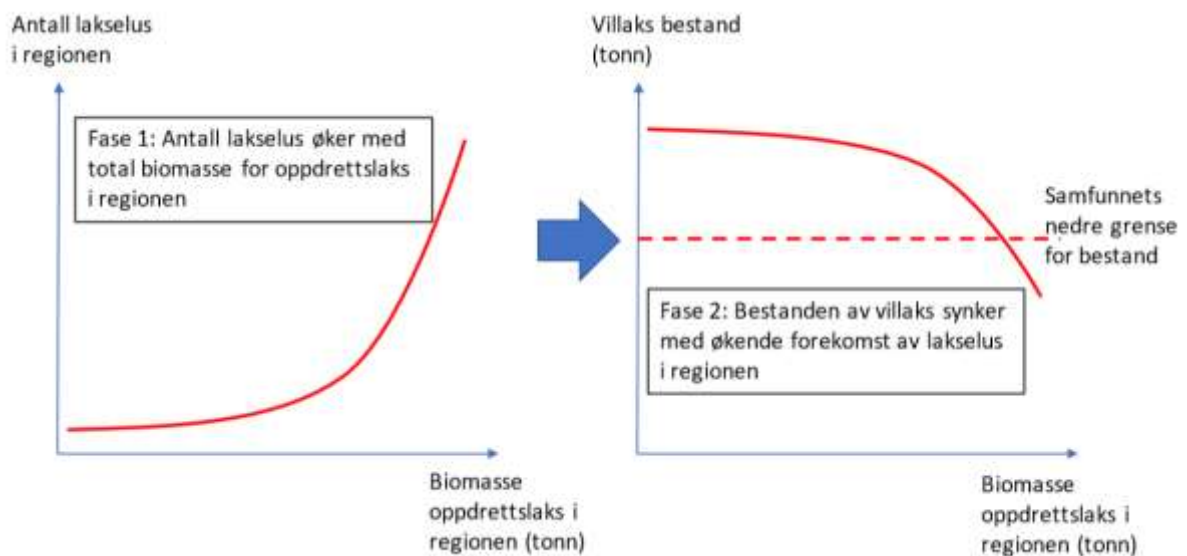 Antall lakselus
i regionen
Fase 1: Antall lakselus øker med
total biomasse for oppdrettslaks
i regionen
Biomasse
oppdrettslaks i
regionen (tonn)
Villaks bestand
(tonn)
Samfunnets
nedre grense
for bestand
Fase 2: Bestanden av villaks synker
med økende forekomst av lakselus
i regionen
Biomasse
oppdrettslaks i
regionen (tonn)